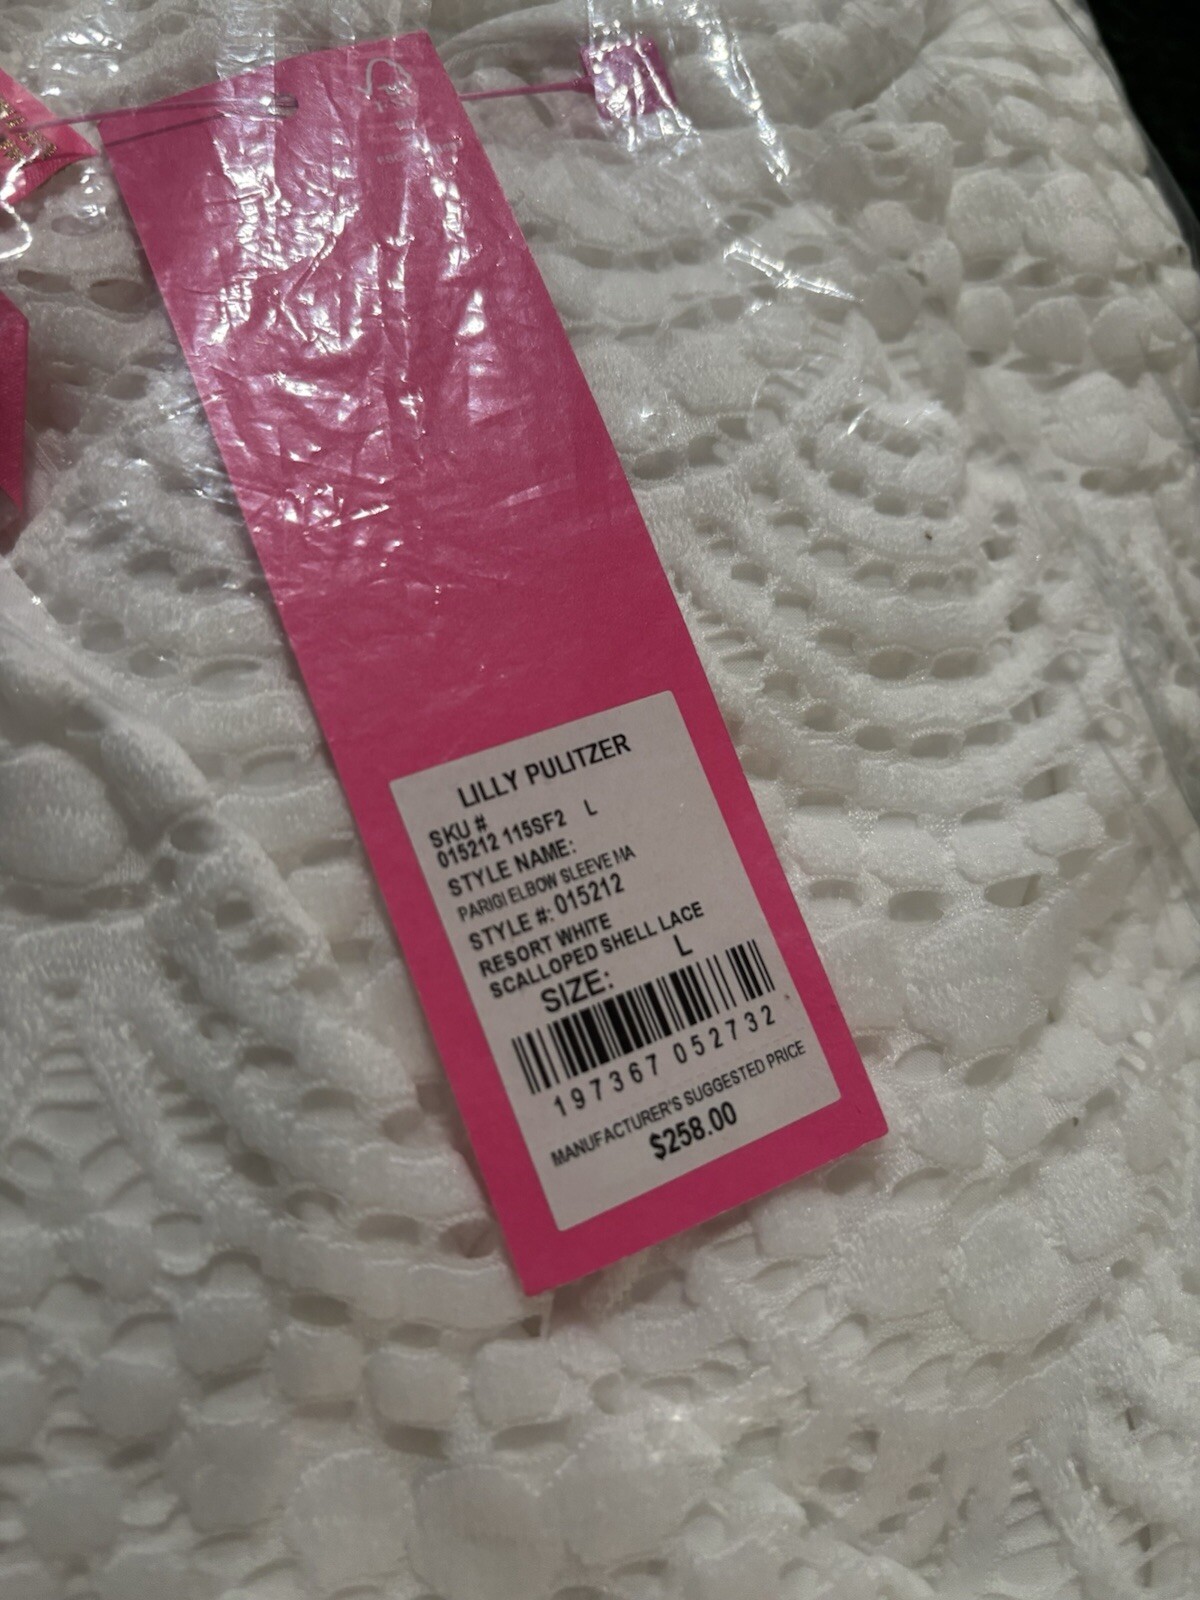 LILLY PULITZER
SKU #
015212 115SF2 L
STYLE NAME:
PARIGI ELBOW SLEEVE MA
STYLE #: 015212
RESORT WHITE
SCALLOPED SHELL LACE
SIZE: L
197367 052732
MANUFACTURER'S SUGGESTED PRICE
$258.00